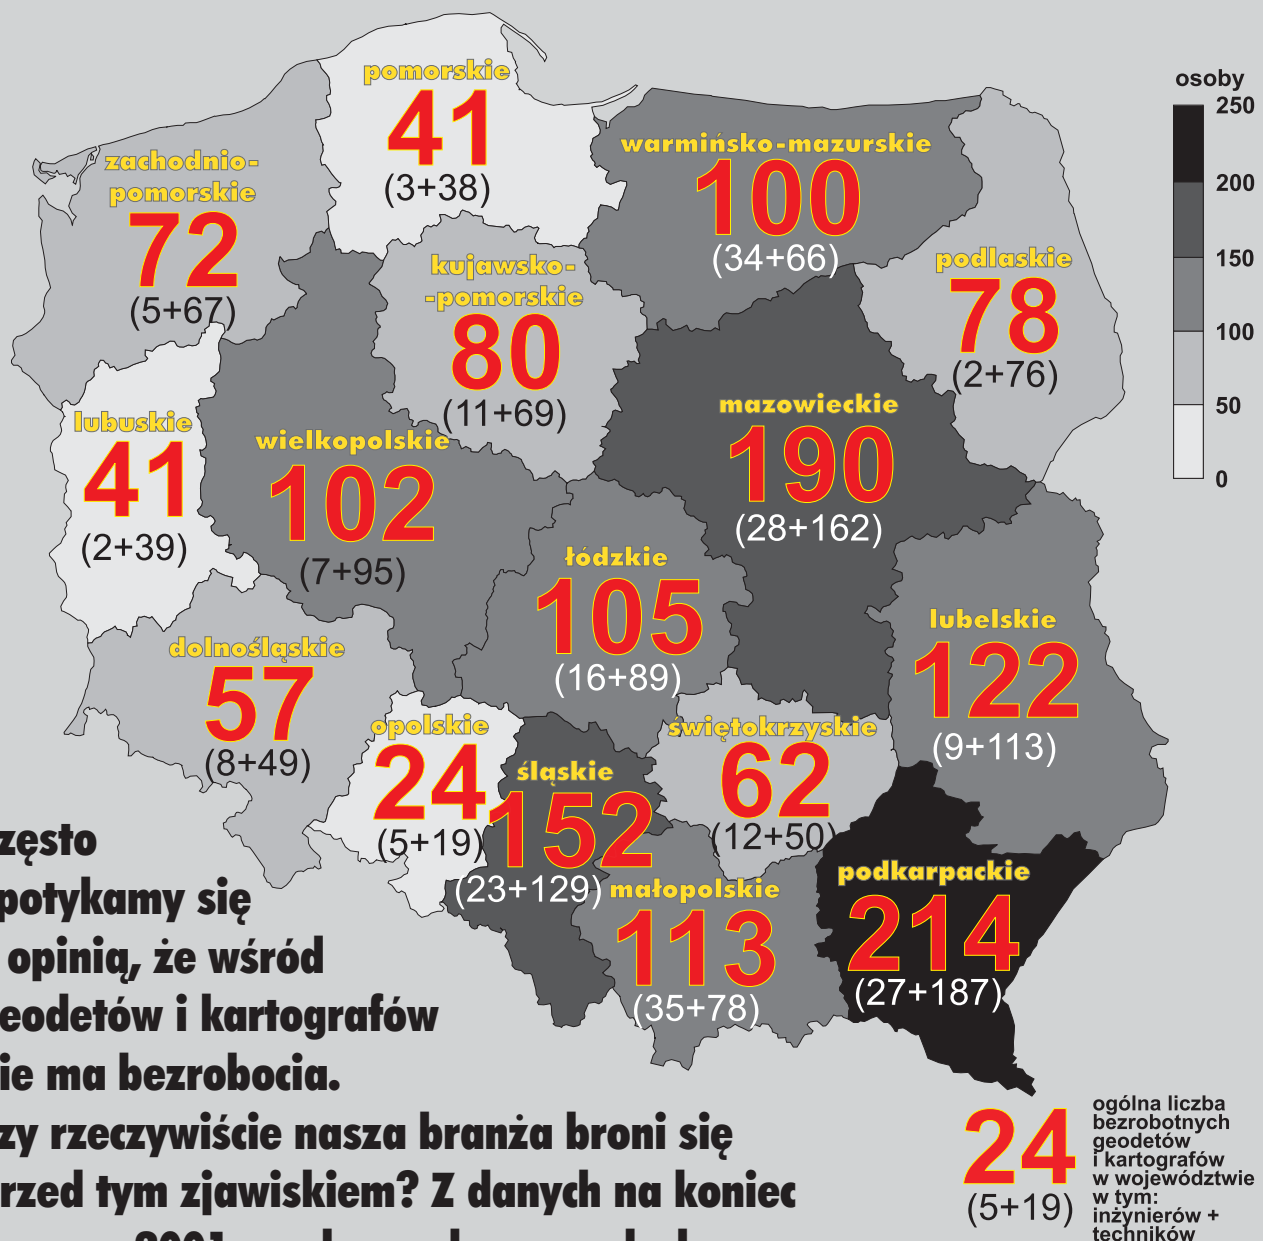 pomorskie
41
(3+38)
zachodnio-
pomorskie
72
(5+67)
warmińsko-mazurskie
100
(34+66)
podlaskie
78
(2+76)
kujawsko-
-pomorskie
80
(11+69)
lubuskie
41
(2+39)
wielkopolskie
102
(7+95)
mazowieckie
190
(28+162)
łódzkie
105
(16+89)
lubelskie
122
(9+113)
dolnośląskie
57
(8+49)
opolskie
24
(5+19)
śląskie
152
(23+129)
świętokrzyskie
62
(12+50)
małopolskie
113
(35+78)
podkarpackie
214
(27+187)
osoby
250
200
150
100
50
0
zęsto
potykamy się
opinią, że wśród
eodetów i kartografów
ie ma bezrobocia.
zy rzeczywiście nasza branża broni się
rzed tym zjawiskiem? Z danych na koniec
2001
24
(5+19)
ogólna liczba
bezrobotnych
geodetów
i kartografów
w województwie
w tym:
inżynierów +
techników